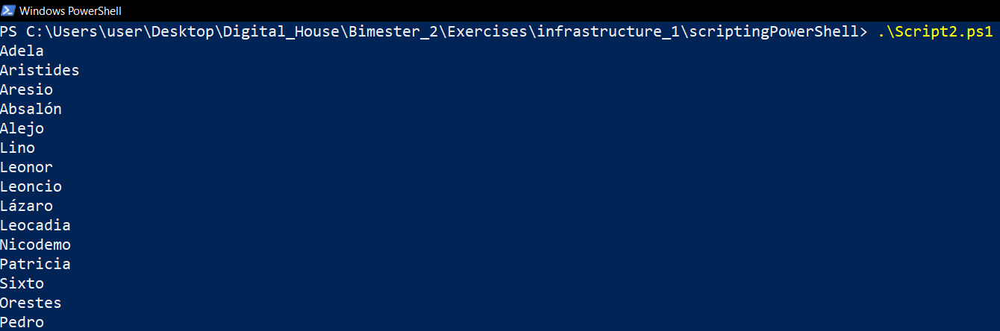 Windows PowerShell
PS C:\Users\user\Desktop\Digital_House\Bimester_2\Exercises\infrastructure_1\scriptingPowerShell> .\Script2.ps1
Adela
Aristides
Aresio
Absalón
Alejo
Lino
Leonor
Leoncio
Lázaro
Leocadia
Nicodemo
Patricia
Sixto
Orestes
Pedro